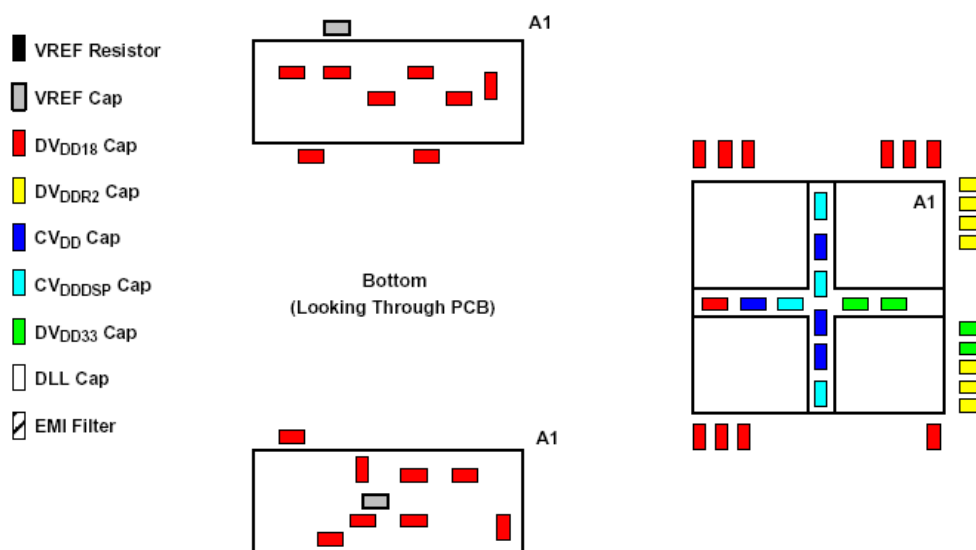 VREF Resistor
VREF Cap
DVDD18 Cap
DVDDR2 Cap
CVDD Cap
CVDDDSP Cap
DVDD33 Cap
DLL Cap
EMI Filter
A1
Bottom
(Looking Through PCB)
A1
A1